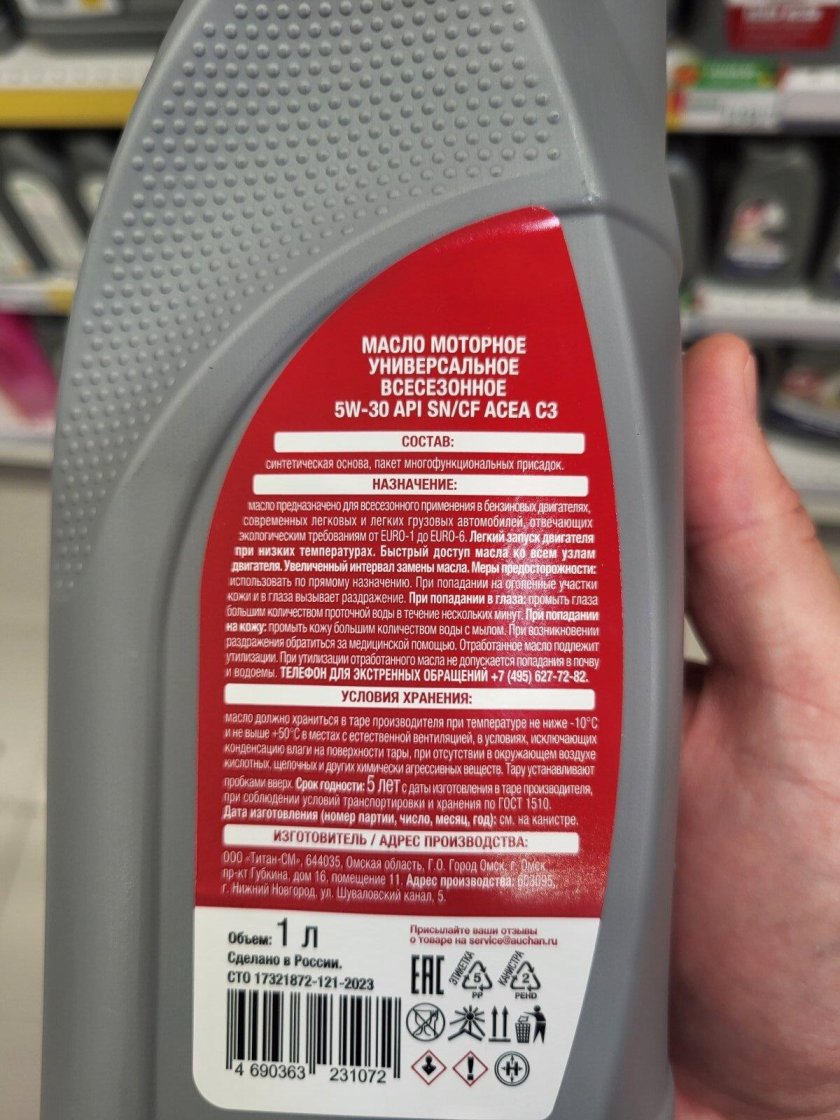 МАСЛО МОТОРНОЕ
УНИВЕРСАЛЬНОЕ
ВСЕСЕЗОННОЕ
5W-30 API SN/CF ACEA C3
СОСТАВ:
синтетическая основа, пакет многофункциональных присадок.
НАЗНАЧЕНИЕ:
масло предназначено для всесезонного применения в бензиновых двигателях,
современных легковых и легких грузовых автомобилей, отвечающих
экологическим требованиям от EURO-1 до EURO-6. Легкий запуск двигателя
при низких температурах. Быстрый доступ масла ко всем узлам
двигателя. Увеличенный интервал замены масла. Меры предосторожности:
использовать по прямому назначению. При попадании на оголенные участки
кожи и в глаза вызывает раздражение. При попадании в глаза: промыть глаза
большим количеством проточной воды в течение нескольких минут. При попадании
на кожу: промыть кожу большим количеством воды с мылом. При возникновении
раздражения обратиться за медицинской помощью. Отработанное масло подлежит
утилизации. При утилизации отработанного масла не допускается попадания в почву
и водоемы. ТЕЛЕФОН ДЛЯ ЭКСТРЕННЫХ ОБРАЩЕНИЙ +7 (495) 627-72-82.
УСЛОВИЯ ХРАНЕНИЯ:
масло должно храниться в таре производителя при температуре не ниже -10°С
и не выше +50°С в местах с естественной вентиляцией, в условиях, исключающих
конденсацию влаги на поверхности тары, при отсутствии в окружающем воздухе
кислотных, щелочных и других химически агрессивных веществ. Тару устанавливают
пробками вверх. Срок годности: 5 лет с даты изготовления в таре производителя,
при соблюдении условий транспортировки и хранения по ГОСТ 1510.
Дата изготовления (номер партии, число, месяц, год): см. на канистре.
ИЗГОТОВИТЕЛЬ / АДРЕС ПРОИЗВОДСТВА:
ООО «Титан-СМ», 644035. Омская область, Г.О. Город Омск, г. Омск
пр-кт Губкина, дом 16, помещение 11. Адрес производства: 603095,
г. Нижний Новгород, ул. Шуваловский канал, 5.
Объем: 1 л
Сделано в России.
СТО 17321872-121-2023
4 690363 231072
Присылайте ваши отзывы
о товаре на service@auchan.ru
EAC
ЭТИКЕТКА
5
PP
КАНИСТРА
2
PEHD
Н